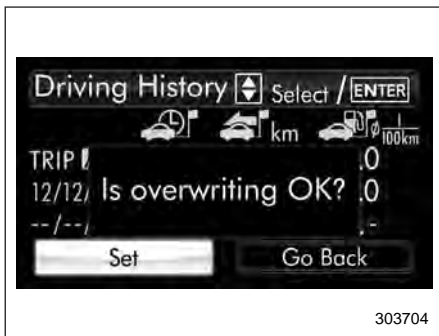 Driving History Select / ENTER
km ø l/100km
TRIP .0
12/12/ .0
--/--/ .-
Is overwriting OK?
Set Go Back
303704